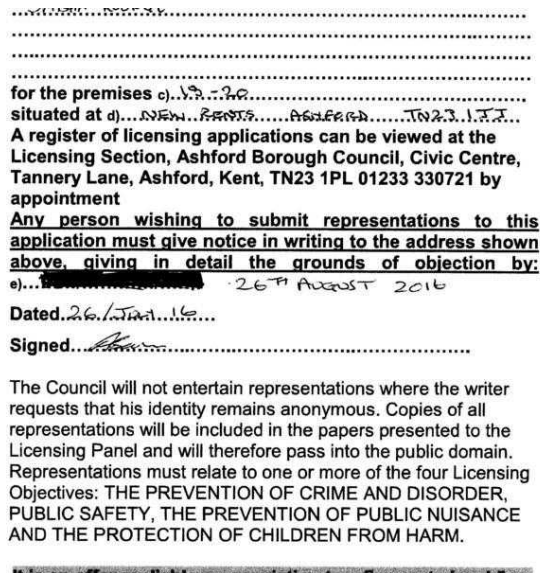 for the premises c)..19-20
situated at d)....NEW RENTS.....ASHFORD......TN23 1JJ
A register of licensing applications can be viewed at the
Licensing Section, Ashford Borough Council, Civic Centre,
Tannery Lane, Ashford, Kent, TN23 1PL 01233 330721 by
appointment
Any person wishing to submit representations to this
application must give notice in writing to the address shown
above, giving in detail the grounds of objection by:
e)... 26TH AUGUST 2016
Dated..26./..16......
Signed....
The Council will not entertain representations where the writer
requests that his identity remains anonymous. Copies of all
representations will be included in the papers presented to the
Licensing Panel and will therefore pass into the public domain.
Representations must relate to one or more of the four Licensing
Objectives: THE PREVENTION OF CRIME AND DISORDER,
PUBLIC SAFETY, THE PREVENTION OF PUBLIC NUISANCE
AND THE PROTECTION OF CHILDREN FROM HARM.